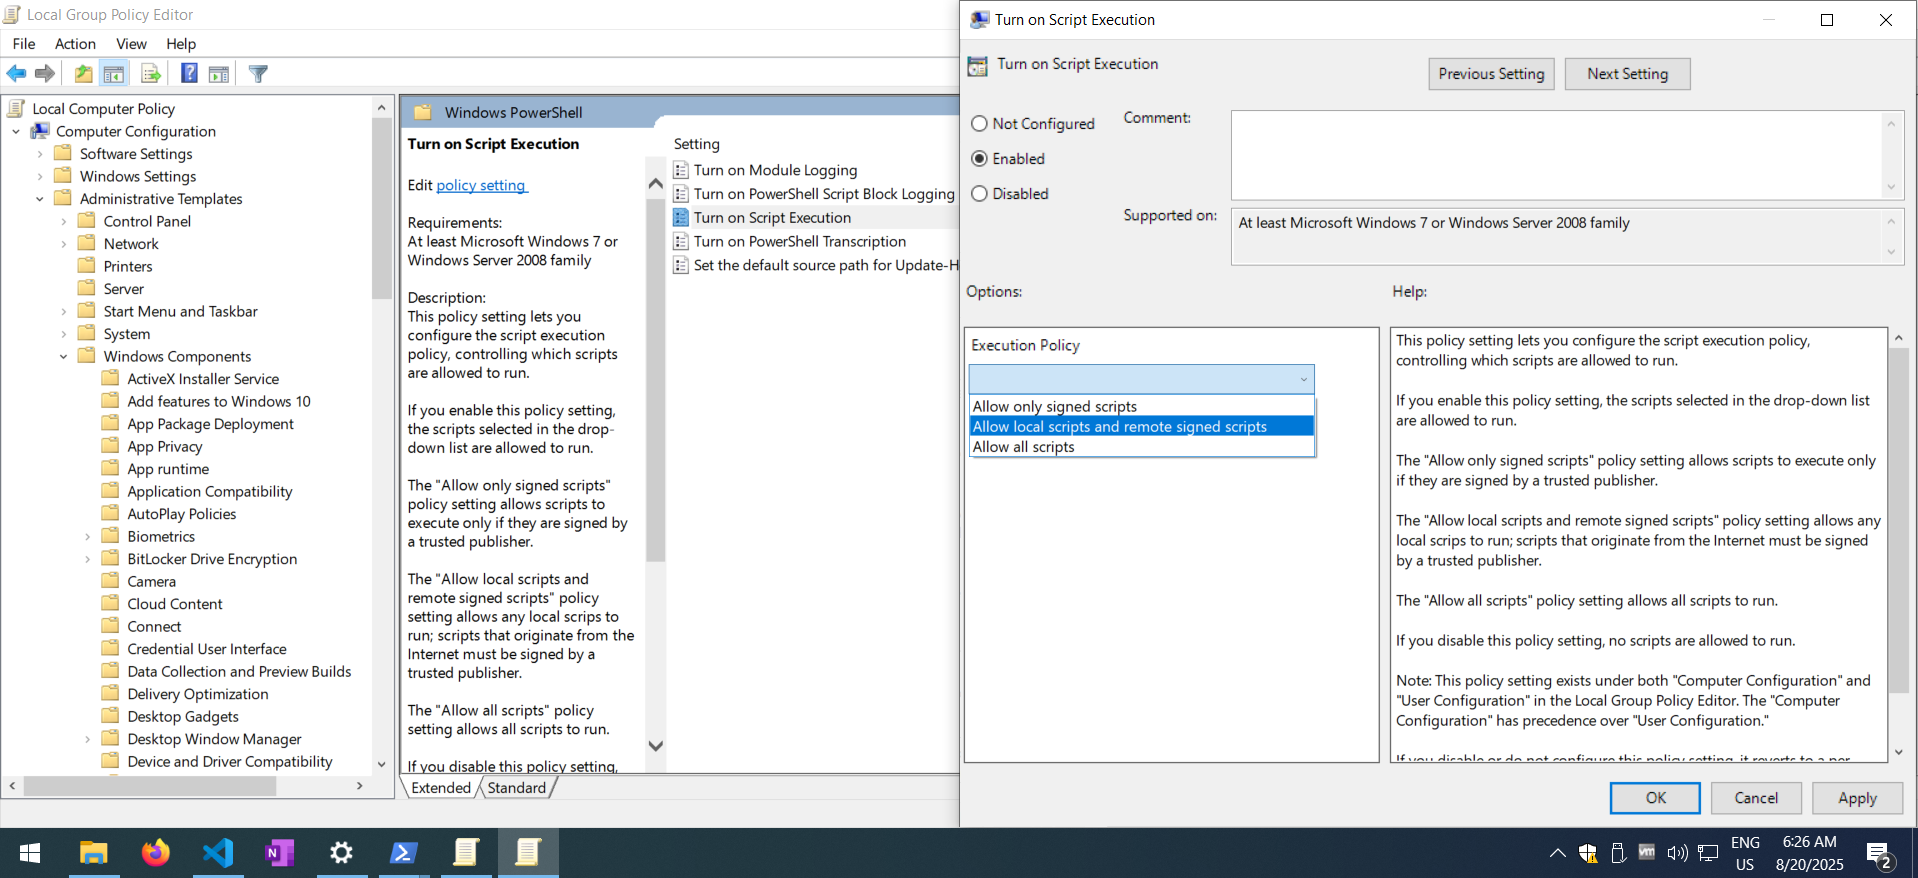 Local Group Policy Editor
File Action View Help
Local Computer Policy
Computer Configuration
Software Settings
Windows Settings
Administrative Templates
Control Panel
Network
Printers
Server
Start Menu and Taskbar
System
Windows Components
ActiveX Installer Service
Add features to Windows 10
App Package Deployment
App Privacy
App runtime
Application Compatibility
AutoPlay Policies
Biometrics
BitLocker Drive Encryption
Camera
Cloud Content
Connect
Credential User Interface
Data Collection and Preview Builds
Delivery Optimization
Desktop Gadgets
Desktop Window Manager
Device and Driver Compatibility
Windows PowerShell
Turn on Script Execution
Edit policy setting
Requirements:
At least Microsoft Windows 7 or
Windows Server 2008 family
Description:
This policy setting lets you
configure the script execution
policy, controlling which scripts
are allowed to run.
If you enable this policy setting,
the scripts selected in the drop-
down list are allowed to run.
The "Allow only signed scripts"
policy setting allows scripts to
execute only if they are signed by
a trusted publisher.
The "Allow local scripts and
remote signed scripts" policy
setting allows any local scrips to
run; scripts that originate from the
Internet must be signed by a
trusted publisher.
The "Allow all scripts" policy
setting allows all scripts to run.
If you disable this policy setting,
Setting
Turn on Module Logging
Turn on PowerShell Script Block Logging
Turn on Script Execution
Turn on PowerShell Transcription
Set the default source path for Update-H
Extended Standard
Turn on Script Execution
Turn on Script Execution
Previous Setting Next Setting
Not Configured
Enabled
Disabled
Comment:
Supported on:
At least Microsoft Windows 7 or Windows Server 2008 family
Options:
Help:
Execution Policy
Allow only signed scripts
Allow local scripts and remote signed scripts
Allow all scripts
This policy setting lets you configure the script execution policy,
controlling which scripts are allowed to run.
If you enable this policy setting, the scripts selected in the drop-down list
are allowed to run.
The "Allow only signed scripts" policy setting allows scripts to execute only
if they are signed by a trusted publisher.
The "Allow local scripts and remote signed scripts" policy setting allows any
local scrips to run; scripts that originate from the Internet must be signed
by a trusted publisher.
The "Allow all scripts" policy setting allows all scripts to run.
If you disable this policy setting, no scripts are allowed to run.
Note: This policy setting exists under both "Computer Configuration" and
"User Configuration" in the Local Group Policy Editor. The "Computer
Configuration" has precedence over "User Configuration."
If you disable or do not configure this policy setting, it reverts to a per-
OK Cancel Apply
N
vm
ENG
US
6:26 AM
8/20/2025
2